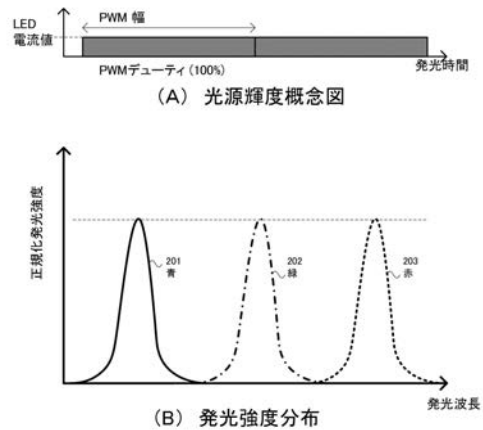 PWM 幅
LED
電流値
発光時間
PWMデューティ(100%)
(A) 光源輝度概念図
正規化発光強度
201
青
202
緑
203
赤
発光波長
(B) 発光強度分布